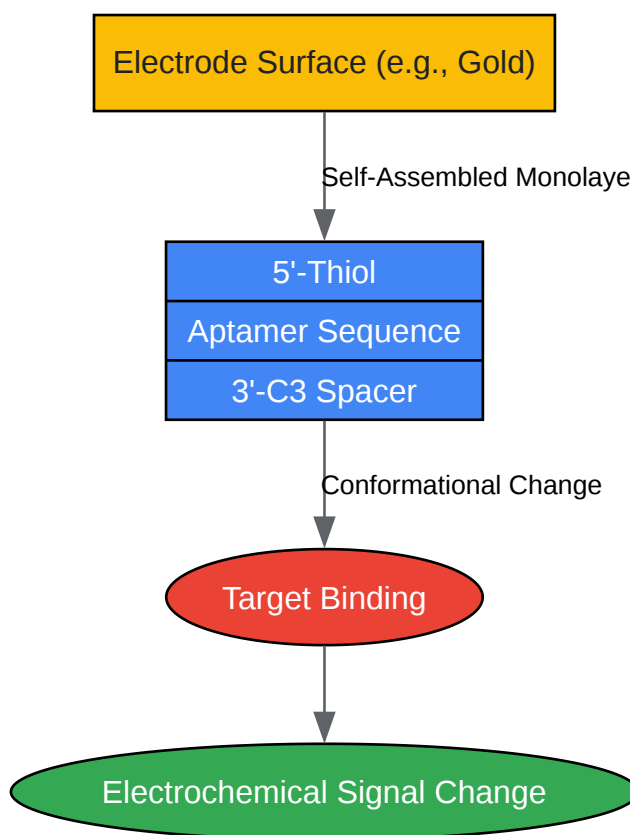 Electrode Surface (e.g., Gold)
Self-Assembled Monolaye
5'-Thiol
Aptamer Sequence
3'-C3 Spacer
Conformational Change
Target Binding
Electrochemical Signal Change